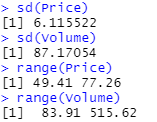 > sd(Price)
[1] 6.115522
> sd(Volume)
[1] 87.17054
> range(Price)
[1] 49.41 77.26
> range(Volume)
[1]  83.91 515.62